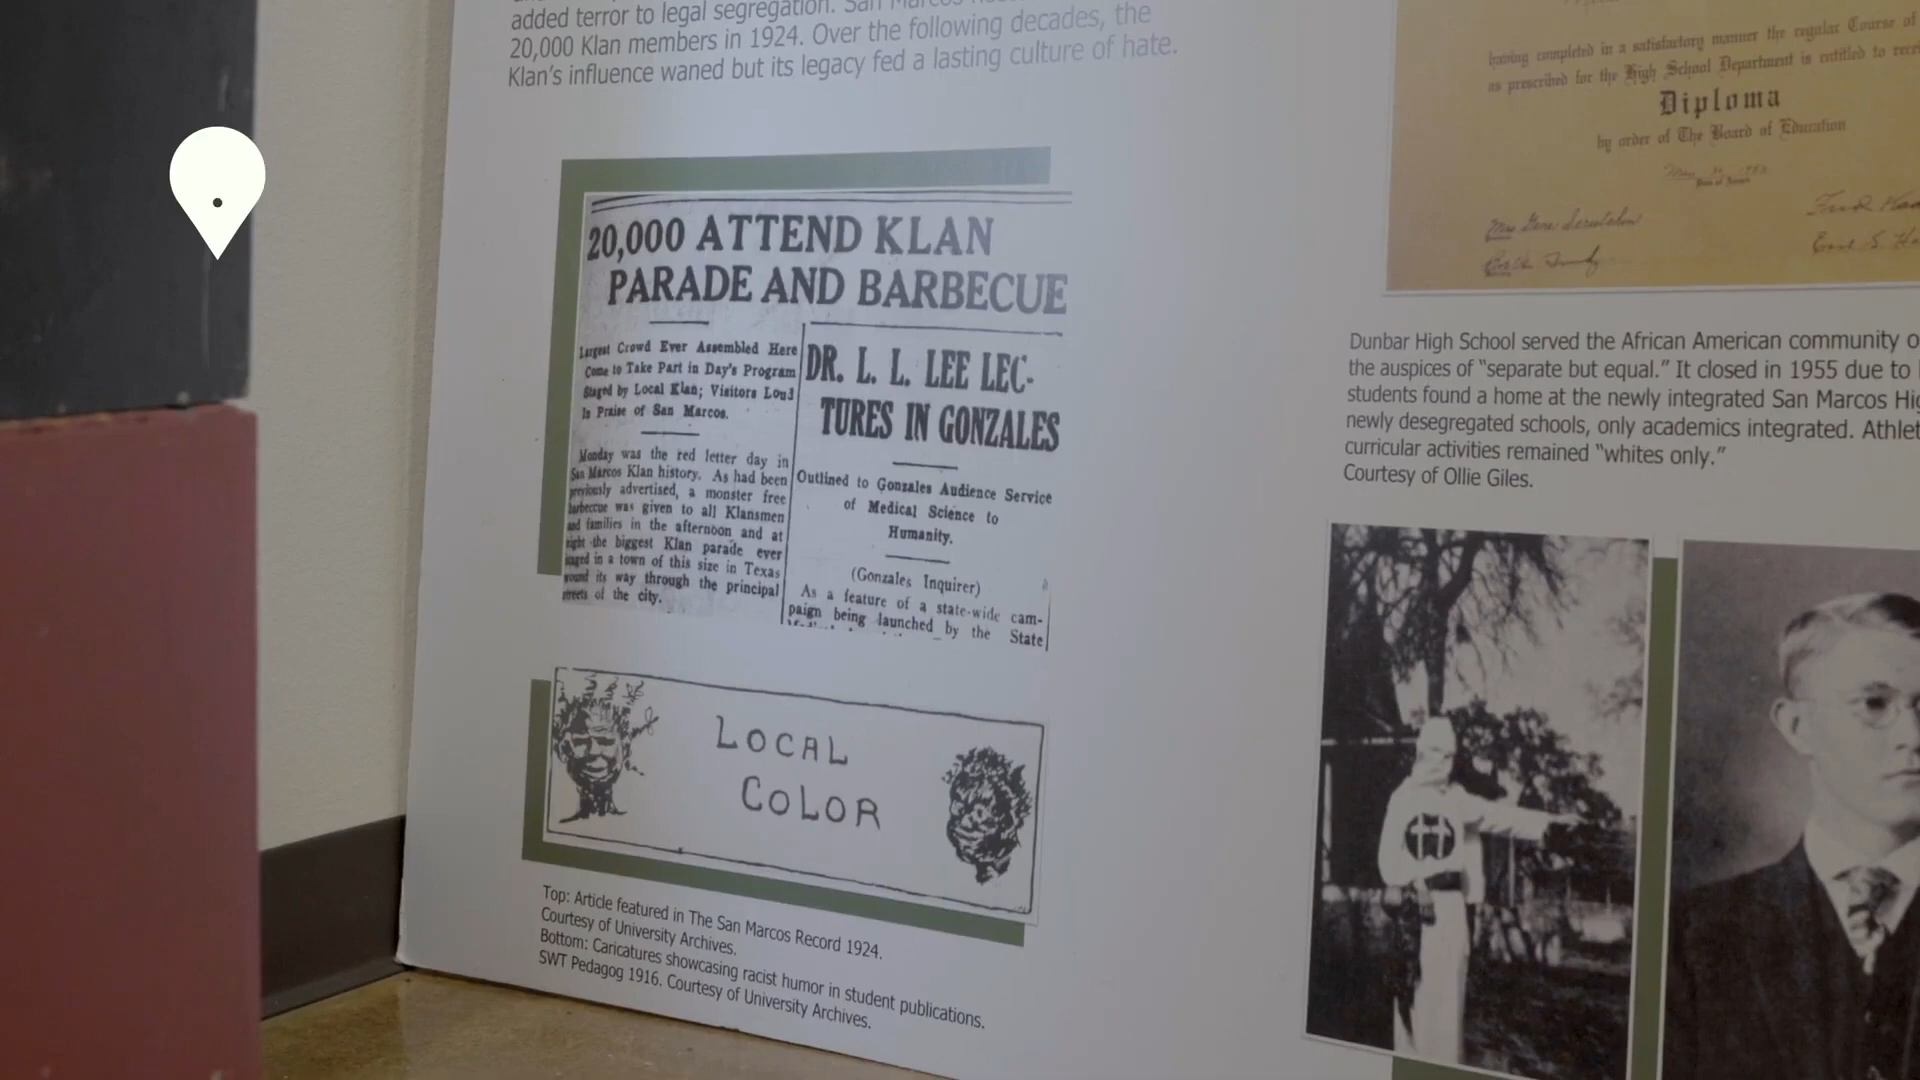 added terror to legal segregation. San Marcos
20,000 Klan members in 1924. Over the following decades, the
Klan's influence waned but its legacy fed a lasting culture of hate.
20,000 ATTEND KLAN
PARADE AND BARBECUE
Largest Crowd Ever Assembled Here
Come to Take Part in Day's Program
Staged by Local Klan; Visitors Loud
In Praise of San Marcos.
Monday was the red letter day in
San Marcos Klan history. As had been
previously advertised, a monster free
barbecue was given to all Klansmen
and families in the afternoon and at
night the biggest Klan parade ever
staged in a town of this size in Texas
wound its way through the principal
streets of the city.
DR. L. L. LEE LEC-
TURES IN GONZALES
Outlined to Gonzales Audience Service
of Medical Science to
Humanity.
(Gonzales Inquirer)
As a feature of a state-wide cam-
paign being launched by the State
LOCAL
COLOR
Top: Article featured in The San Marcos Record 1924.
Courtesy of University Archives.
Bottom: Caricatures showcasing racist humor in student publications.
SWT Pedagog 1916. Courtesy of University Archives.
having completed in a satisfactory manner the regular Course of
as prescribed for the High School Department is entitled to
Diploma
by order of The Board of Education
Dunbar High School served the African American community
the auspices of "separate but equal." It closed in 1955 due to
students found a home at the newly integrated San Marcos
newly desegregated schools, only academics integrated.
curricular activities remained "whites only."
Courtesy of Ollie Giles.